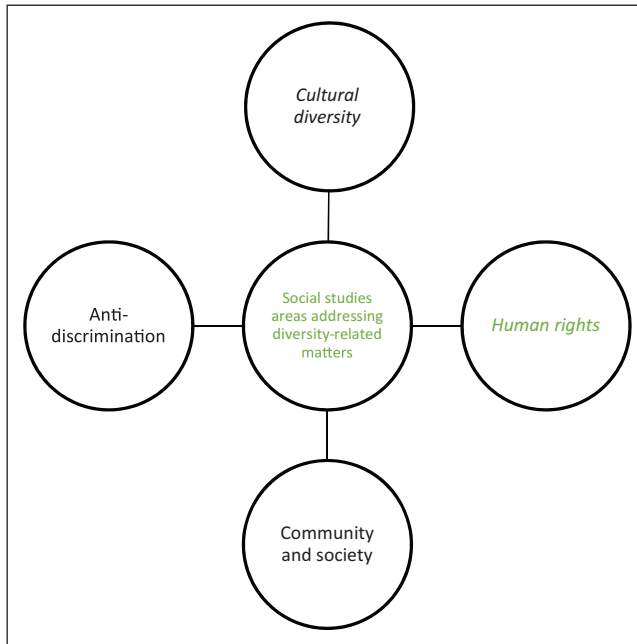 Cultural
diversity
Anti-
discrimination
Social studies
areas addressing
diversity-related
matters
Human rights
Community
and society